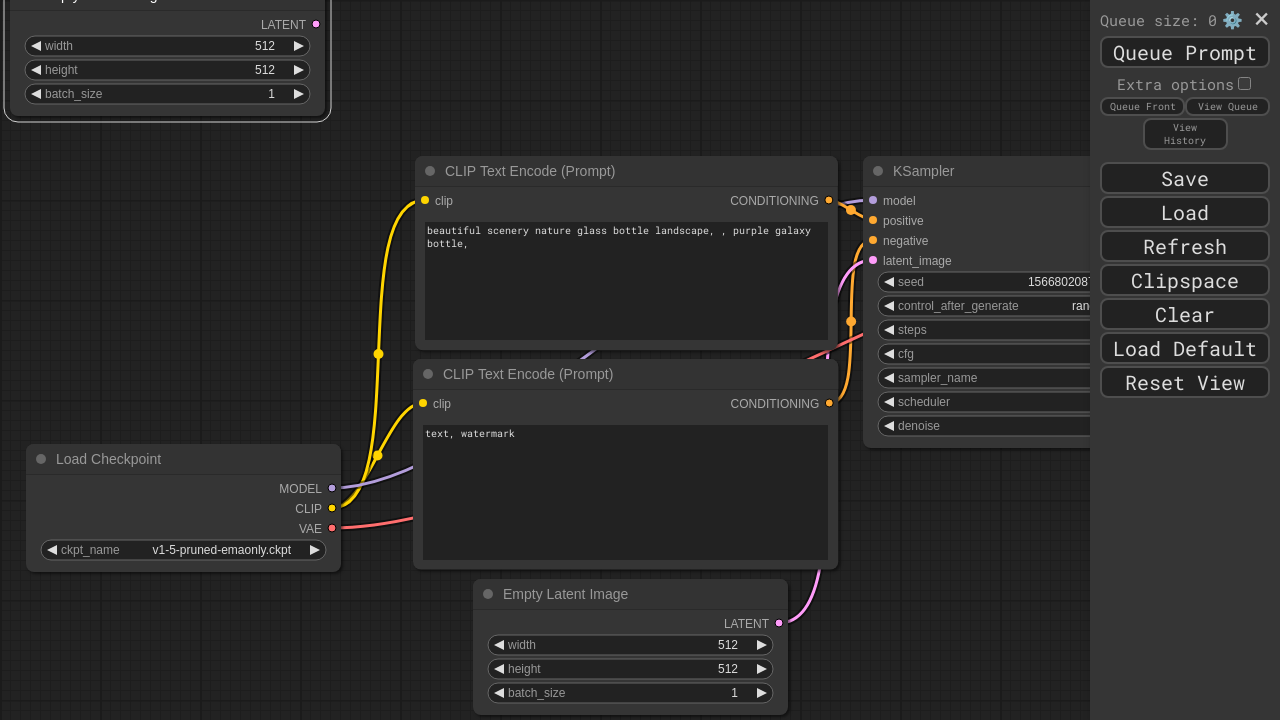 LATENT
width 512
height 512
batch_size 1
CLIP Text Encode (Prompt)
clip CONDITIONING
beautiful scenery nature glass bottle landscape, , purple galaxy
bottle,
CLIP Text Encode (Prompt)
clip CONDITIONING
text, watermark
Load Checkpoint
MODEL
CLIP
VAE
ckpt_name v1-5-pruned-emaonly.ckpt
Empty Latent Image
LATENT
width 512
height 512
batch_size 1
KSampler
model
positive
negative
latent_image
seed 156680208
control_after_generate ran
steps
cfg
sampler_name
scheduler
denoise
Queue size: 0
Queue Prompt
Extra options
Queue Front
View Queue
View
History
Save
Load
Refresh
Clipspace
Clear
Load Default
Reset View